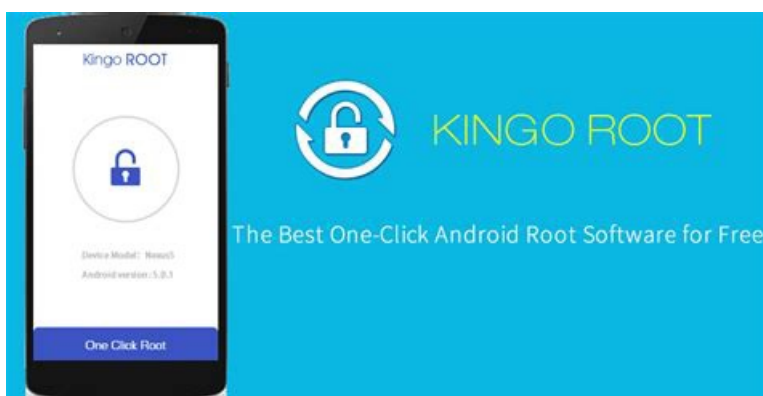 Kingo ROOT
Device Model: Nexus5
Android version: 5.0.1
One Click Root
KINGO ROOT
The Best One-Click Android Root Software for Free